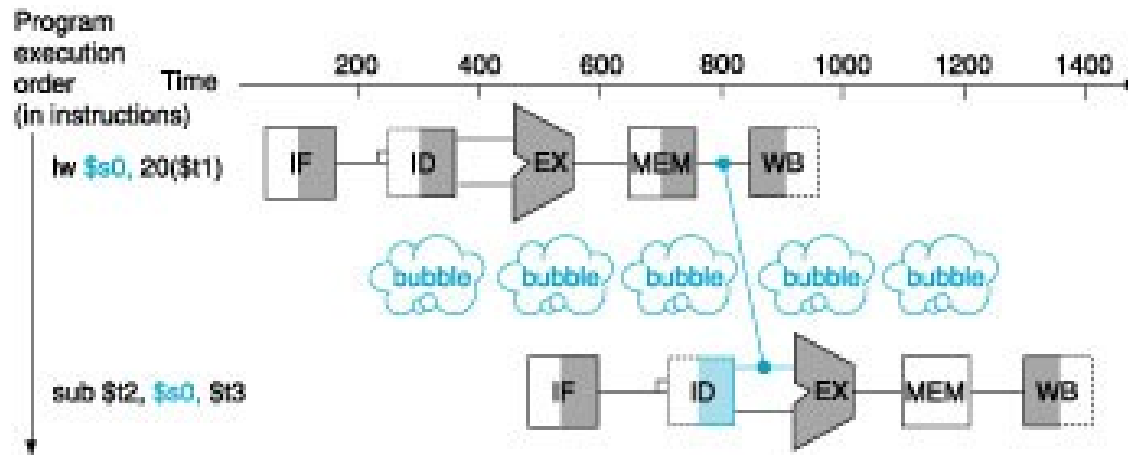 Program
execution
order
(in instructions)
Time
200 400 600 800 1000 1200 1400
lw $s0, 20($t1)
IF ID EX MEM WB
bubble bubble bubble bubble bubble
sub $t2, $s0, $t3
IF ID EX MEM WB